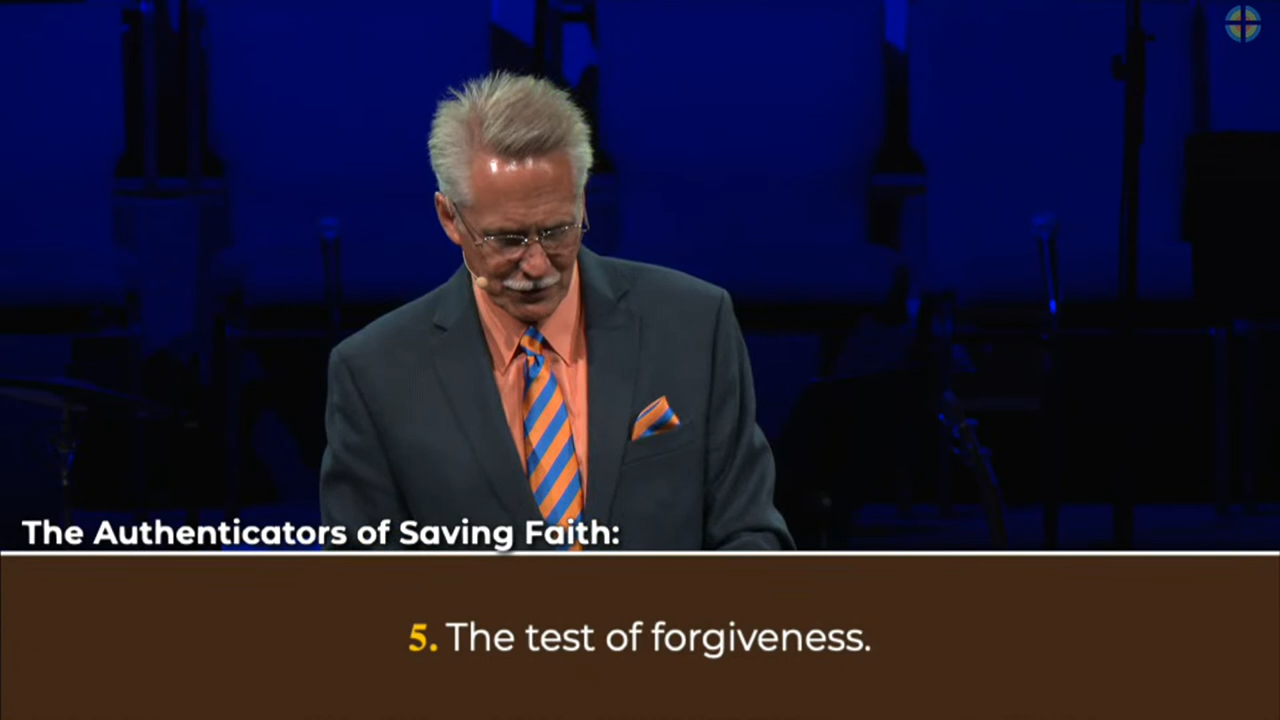 The Authenticators of Saving Faith:
5. The test of forgiveness.